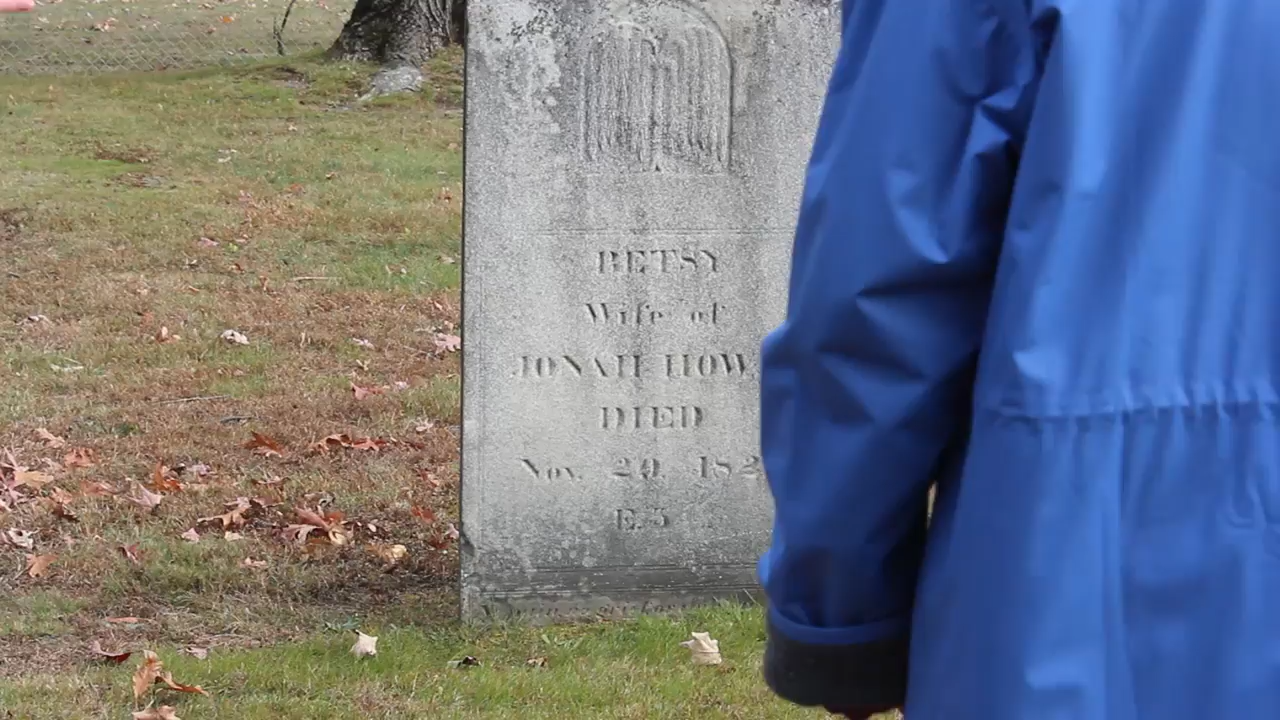 BETSY
Wife of
JONAH HOW
DIED
Nov. 20, 182